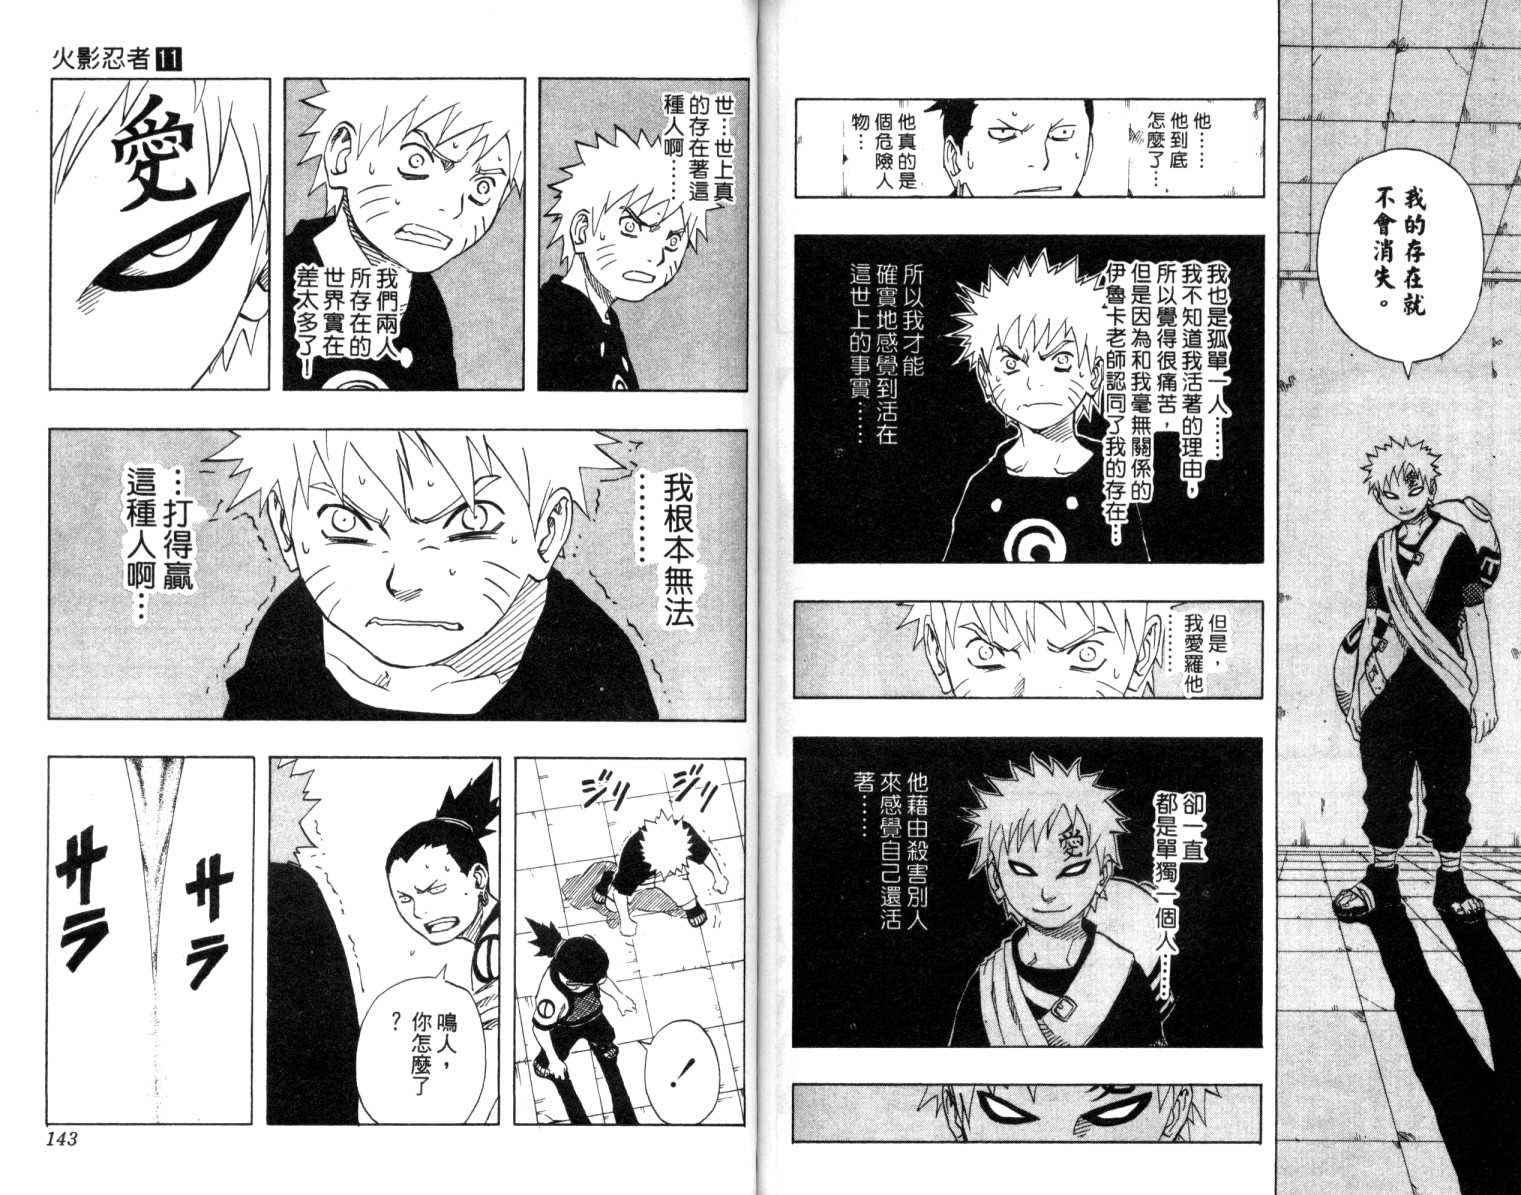 我的存在就
不會消失。
他……
他到底
怎麼了…
他真的是
個危險人
物…
我也是孤單一人……
我不知道我活著的理由，
所以覺得很痛苦，
但是因為和我毫無關係的
伊魯卡老師認同了我的存在…
所以我才能
確實地感覺到活在
這世上的事實……
但是，
我愛羅他
………
卻一直
都是單獨一個人……
他藉由殺害別人
來感覺自己還活
著……
愛
火影忍者11
世…世上真
的存在著這
種人啊……
我們兩人
所存在的
世界實在
差太多了！
愛
我根本無法
………
…打得贏
這種人啊…
ジリ
ジリ
！
鳴人，
你怎麼了
？
サラ
サラ
143